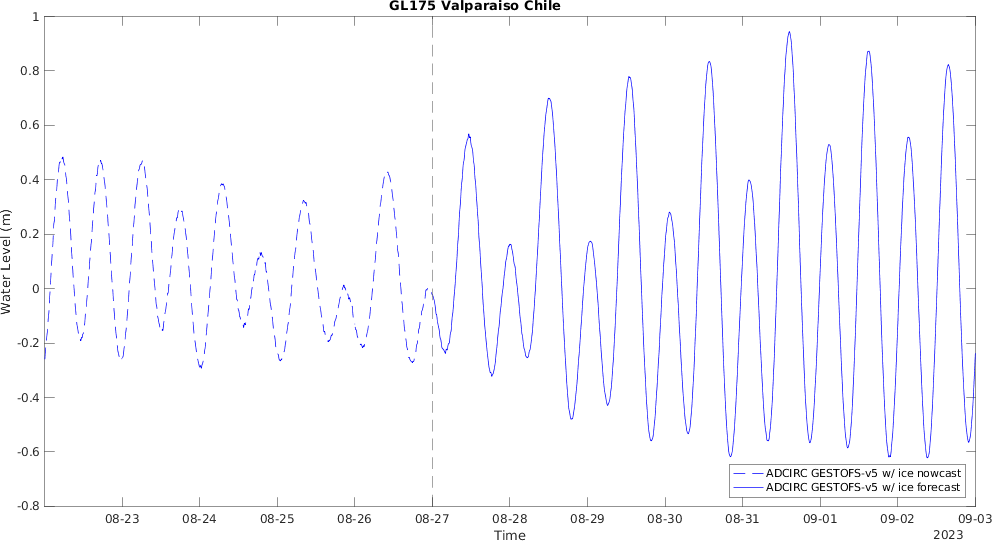 GL175 Valparaiso Chile
1
0.8
0.6
0.4
0.2
0
-0.2
-0.4
-0.6
-0.8
Water Level (m)
ADCIRC GESTOFS-v5 w/ ice nowcast
ADCIRC GESTOFS-v5 w/ ice forecast
08-23 08-24 08-25 08-26 08-27 08-28 08-29 08-30 08-31 09-01 09-02 09-03
Time
2023